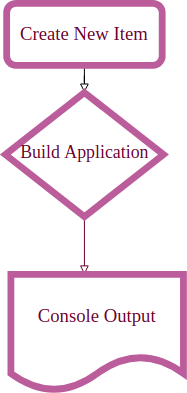 Create New Item
Build Application
Console Output